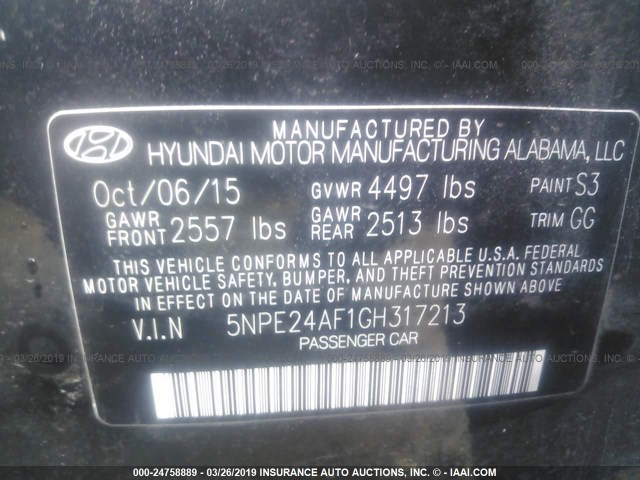 MANUFACTURED BY
HYUNDAI MOTOR MANUFACTURING ALABAMA, LLC
Oct/06/15 GVWR 4497 lbs PAINT S3
GAWR FRONT 2557 lbs GAWR REAR 2513 lbs TRIM GG
THIS VEHICLE CONFORMS TO ALL APPLICABLE U.S.A. FEDERAL
MOTOR VEHICLE SAFETY, BUMPER, AND THEFT PREVENTION STANDARDS
IN EFFECT ON THE DATE OF MANUFACTURE SHOWN ABOVE.
V.I.N 5NPE24AF1GH317213
PASSENGER CAR
000-24758889 - 03/26/2019 INSURANCE AUTO AUCTIONS, CORP. © - IAAI.COM